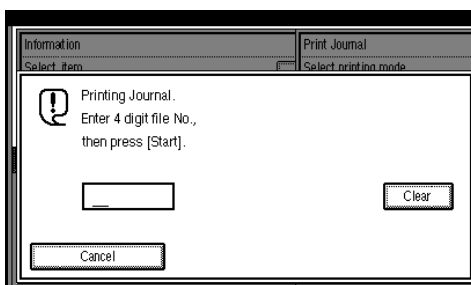 Information
Print Journal
Select item
Select printing mode
Printing Journal.
Enter 4 digit file No.,
then press [Start].
Clear
Cancel